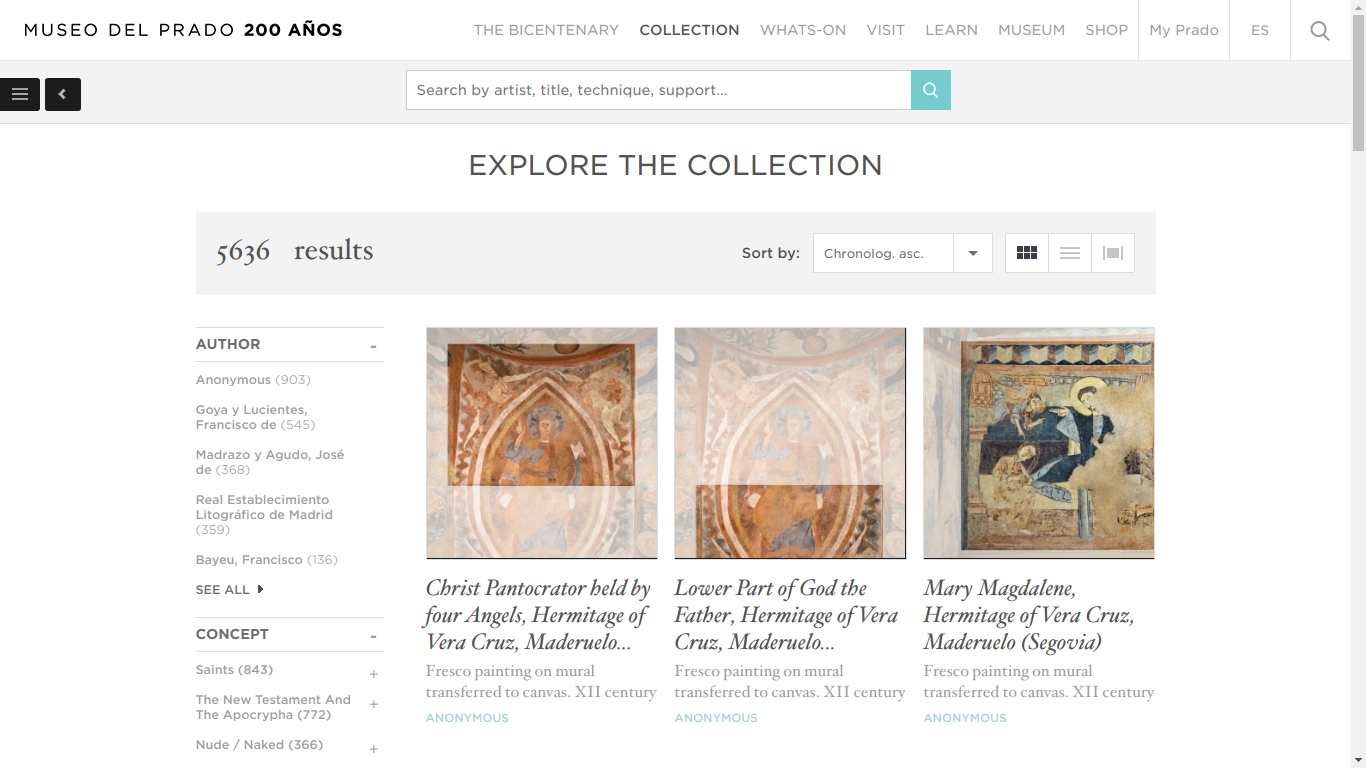 MUSEO DEL PRADO 200 AÑOS
THE BICENTENARY COLLECTION WHATS-ON VISIT LEARN MUSEUM SHOP My Prado ES
Search by artist, title, technique, support...
EXPLORE THE COLLECTION
5636 results
Sort by: Chronolog. asc.
AUTHOR -
Anonymous (903)
Goya y Lucientes,
Francisco de (545)
Madrazo y Agudo, José
de (368)
Real Establecimiento
Litográfico de Madrid
(359)
Bayeu, Francisco (136)
SEE ALL
CONCEPT -
Saints (843) +
The New Testament And
The Apocrypha (772) +
Nude / Naked (366) +
Christ Pantocrator held by
four Angels, Hermitage of
Vera Cruz, Maderuelo...
Fresco painting on mural
transferred to canvas. XII century
ANONYMOUS
Lower Part of God the
Father, Hermitage of Vera
Cruz, Maderuelo...
Fresco painting on mural
transferred to canvas. XII century
ANONYMOUS
Mary Magdalene,
Hermitage of Vera Cruz,
Maderuelo (Segovia)
Fresco painting on mural
transferred to canvas. XII century
ANONYMOUS